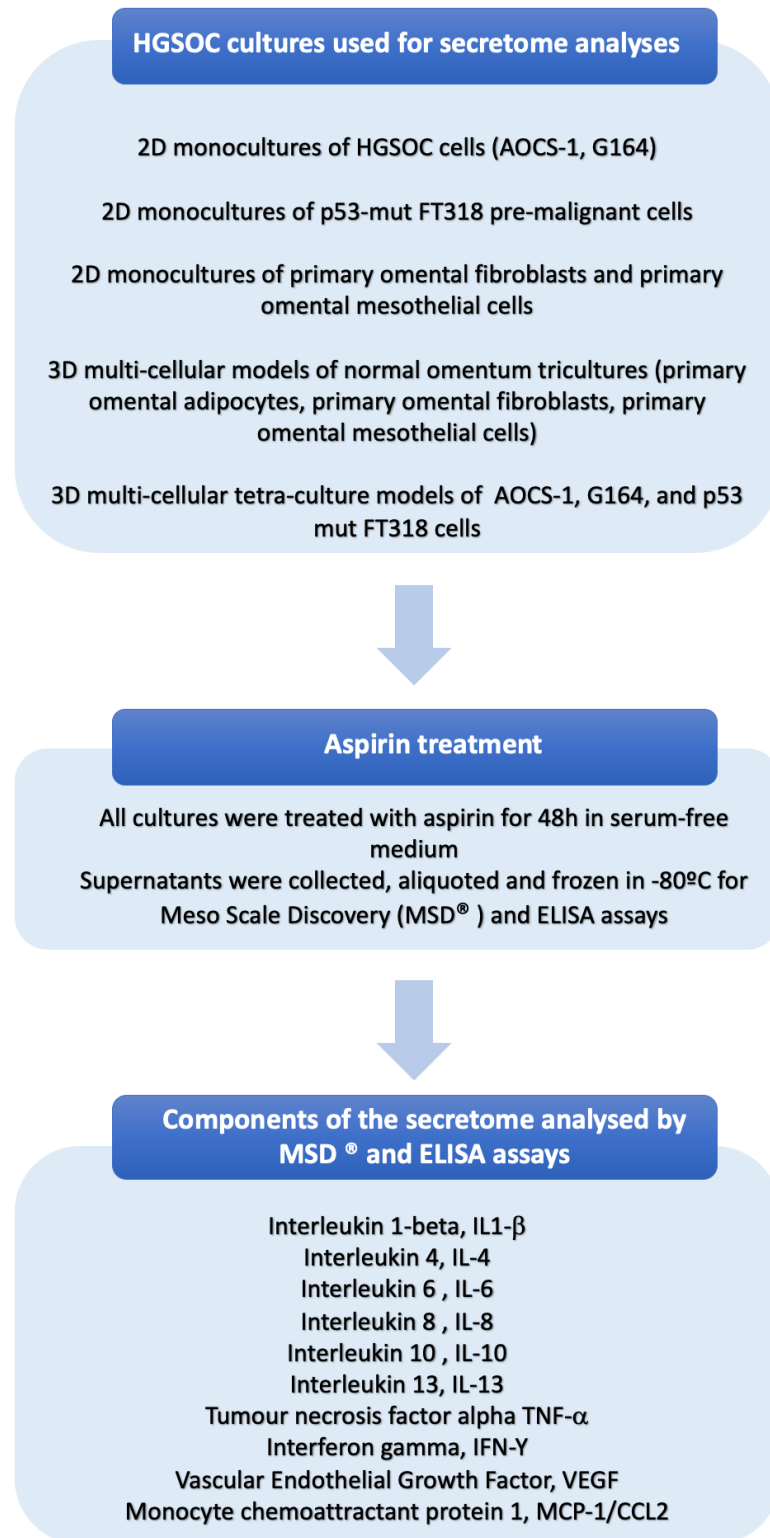 HGSOC cultures used for secretome analyses
2D monocultures of HGSOC cells (AOCS-1, G164)
2D monocultures of p53-mut FT318 pre-malignant cells
2D monocultures of primary omental fibroblasts and primary
omental mesothelial cells
3D multi-cellular models of normal omentum tricultures (primary
omental adipocytes, primary omental fibroblasts, primary
omental mesothelial cells)
3D multi-cellular tetra-culture models of  AOCS-1, G164, and p53
mut FT318 cells
Aspirin treatment
All cultures were treated with aspirin for 48h in serum-free
medium
Supernatants were collected, aliquoted and frozen in -80ºC for
Meso Scale Discovery (MSD® ) and ELISA assays
Components of the secretome analysed by
MSD ® and ELISA assays
Interleukin 1-beta, IL1-β
Interleukin 4, IL-4
Interleukin 6 , IL-6
Interleukin 8 , IL-8
Interleukin 10 , IL-10
Interleukin 13, IL-13
Tumour necrosis factor alpha TNF-α
Interferon gamma, IFN-Y
Vascular Endothelial Growth Factor, VEGF
Monocyte chemoattractant protein 1, MCP-1/CCL2